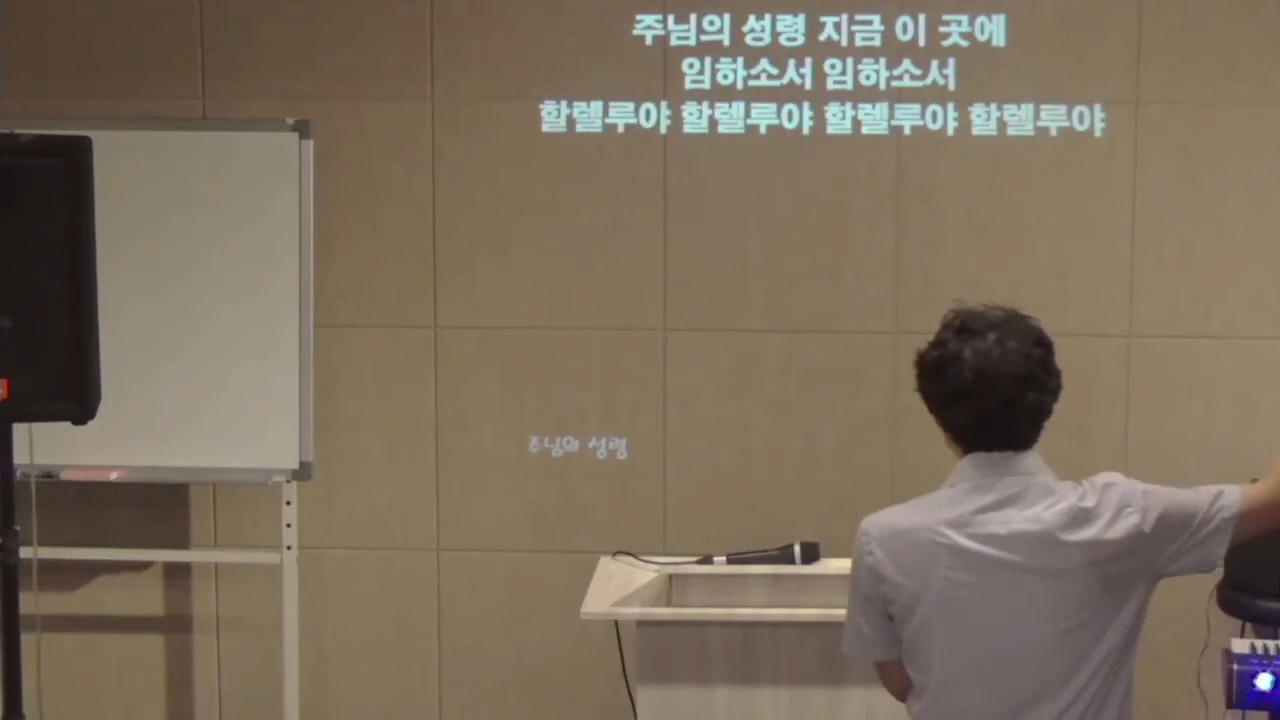 주님의 성령 지금 이 곳에
임하소서 임하소서
할렐루야 할렐루야 할렐루야 할렐루야
주님의 성령